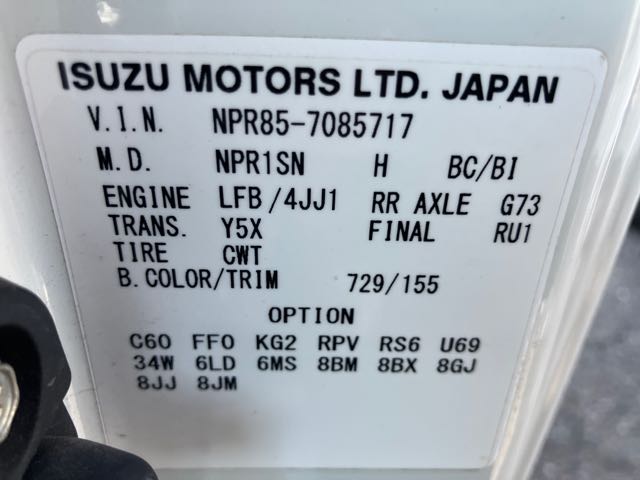 ISUZU MOTORS LTD. JAPAN
V.I.N. NPR85-7085717
M.D. NPR1SN H BC/BI
ENGINE LFB/4JJ1 RR AXLE G73
TRANS. Y5X FINAL RU1
TIRE CWT
B.COLOR/TRIM 729/155
OPTION
C60 FF0 KG2 RPV RS6 U69
34W 6LD 6MS 8BM 8BX 8GJ
8JJ 8JM